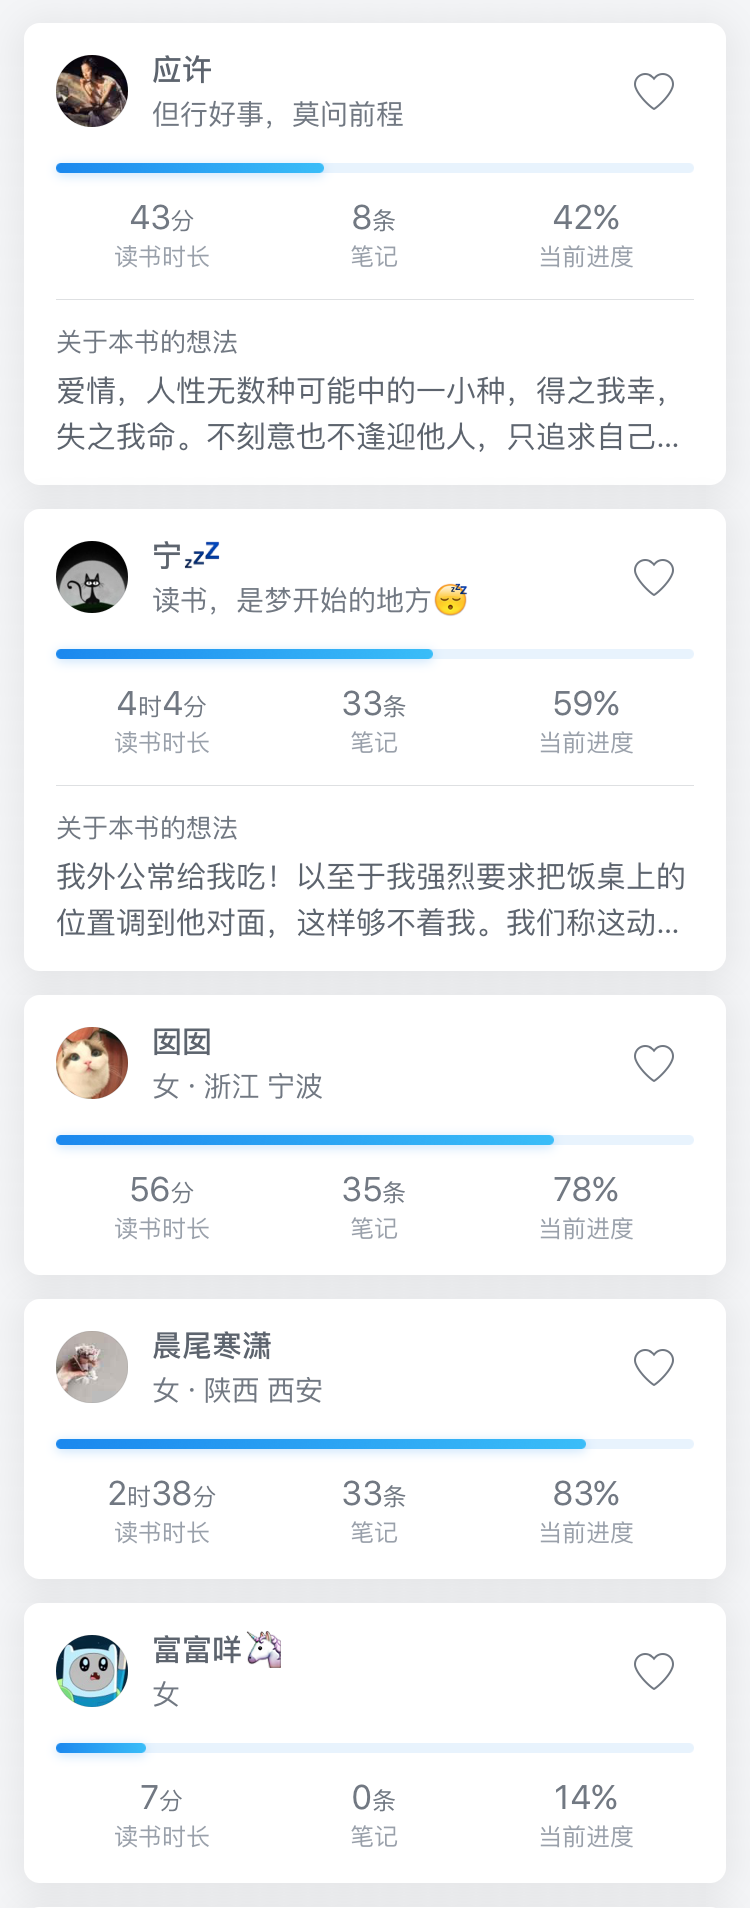 应许
但行好事，莫问前程
43分
8条
42%
读书时长
笔记
当前进度
关于本书的想法
爱情，人性无数种可能中的一小种，得之我幸，
失之我命。不刻意也不逢迎他人，只追求自己...
宁💤
读书，是梦开始的地方😴
4时4分
33条
59%
读书时长
笔记
当前进度
关于本书的想法
我外公常给我吃！以至于我强烈要求把饭桌上的
位置调到他对面，这样够不着我。我们称这动...
囡囡
女 · 浙江 宁波
56分
35条
78%
读书时长
笔记
当前进度
晨尾寒潇
女 · 陕西 西安
2时38分
33条
83%
读书时长
笔记
当前进度
富富咩🦄
女
7分
0条
14%
读书时长
笔记
当前进度